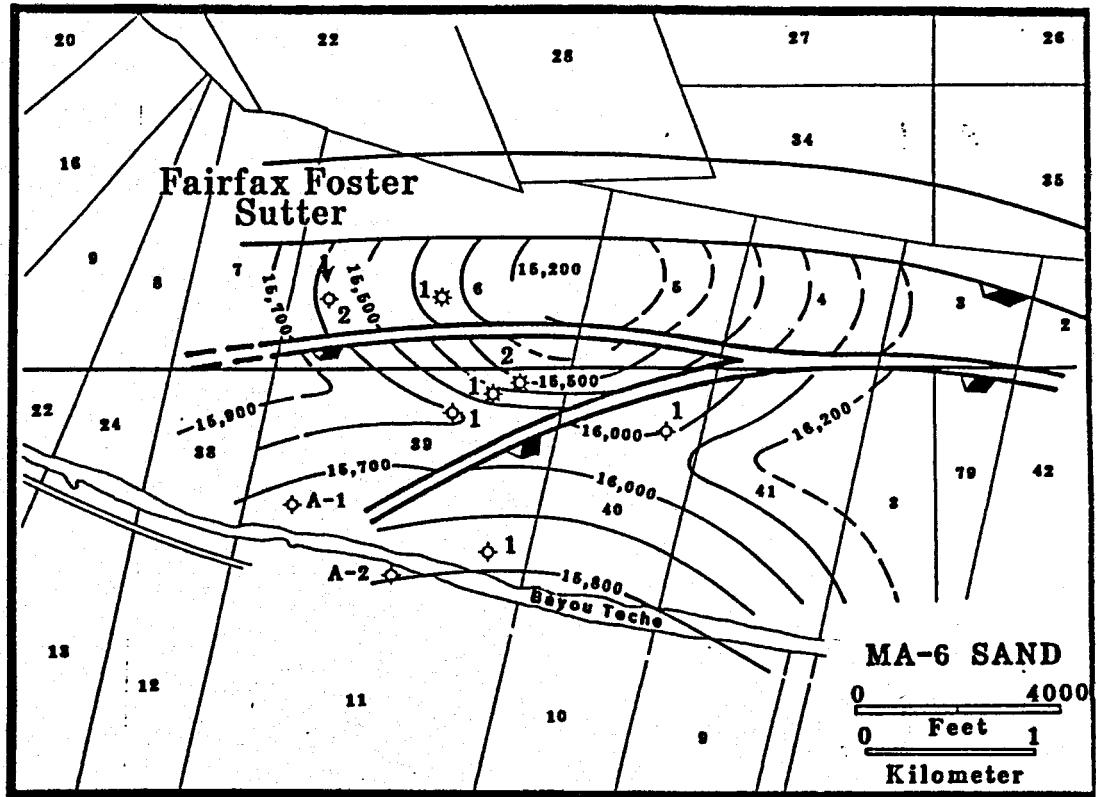 20 22 28 27 26
16 34 35
Fairfax Foster
Sutter
9 8 7 1 15,700 15,500 2 1 6 15,200 5 4 3 2
2 15,500
1 1 1
22 24 15,900 38 39 16,000 16,200
15,700 16,000 41 79 42
A-1 40 3
1
A-2 15,800
Bayou Teche
13 12 11 10 9
MA-6 SAND
0 4000
Feet
0 1
Kilometer